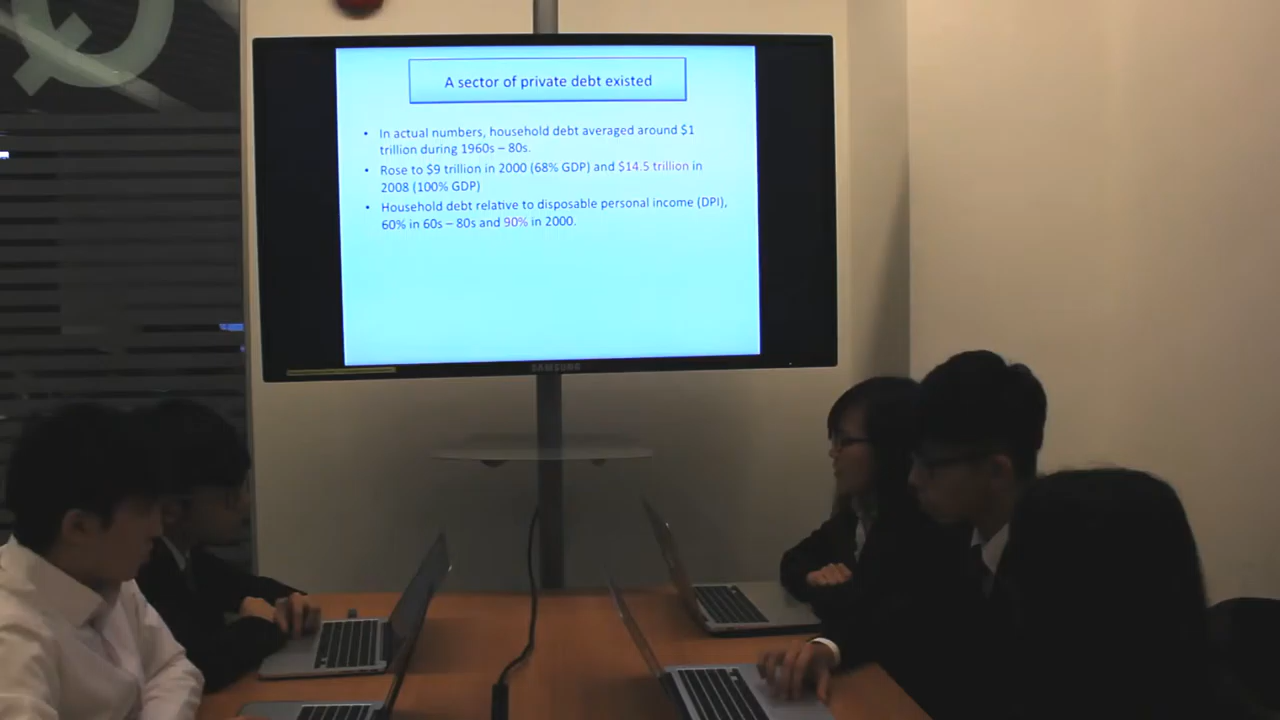 A sector of private debt existed
• In actual numbers, household debt averaged around $1
trillion during 1960s – 80s.
• Rose to $9 trillion in 2000 (68% GDP) and $14.5 trillion in
2008 (100% GDP)
• Household debt relative to disposable personal income (DPI),
60% in 60s – 80s and 90% in 2000.
SAMSUNG